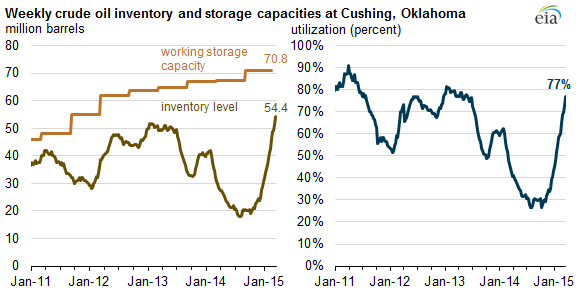 Weekly crude oil inventory and storage capacities at Cushing, Oklahoma
million barrels
utilization (percent)
eia
80
70
60
50
40
30
20
10
0
working storage
capacity
70.8
inventory level
54.4
Jan-11 Jan-12 Jan-13 Jan-14 Jan-15
100%
90%
80%
70%
60%
50%
40%
30%
20%
10%
0%
77%
Jan-11 Jan-12 Jan-13 Jan-14 Jan-15